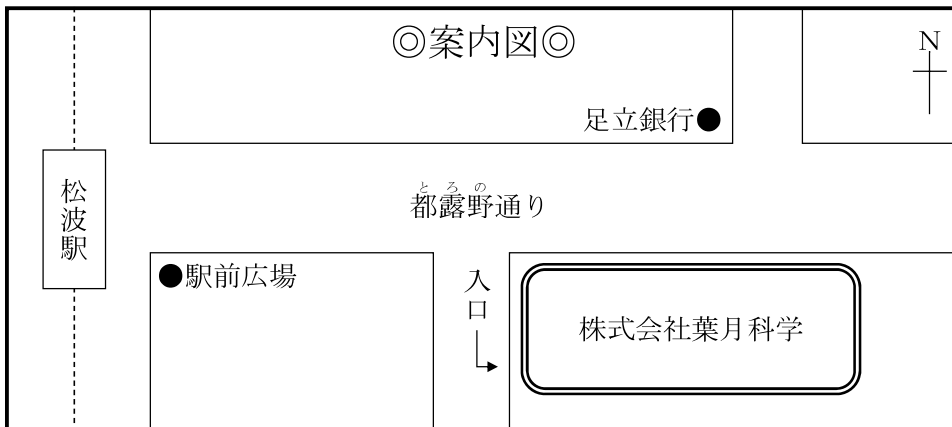 ◎案内図◎
N
足立銀行●
松波駅
とろの
都露野通り
●駅前広場
入口
株式会社葉月科学